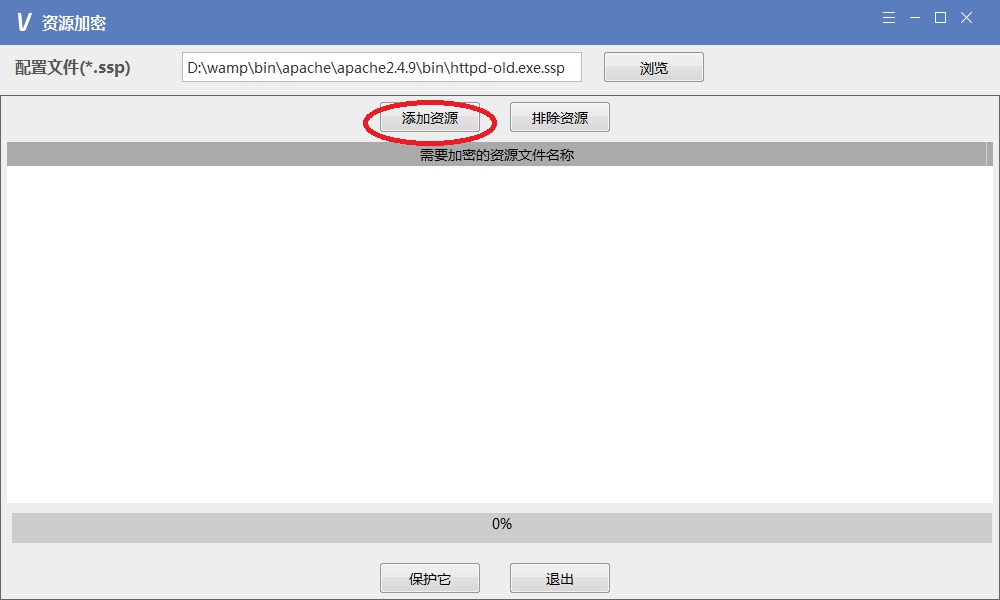 V 资源加密
配置文件(*.ssp) D:\wamp\bin\apache\apache2.4.9\bin\httpd-old.exe.ssp 浏览
添加资源 排除资源
需要加密的资源文件名称
0%
保护它 退出